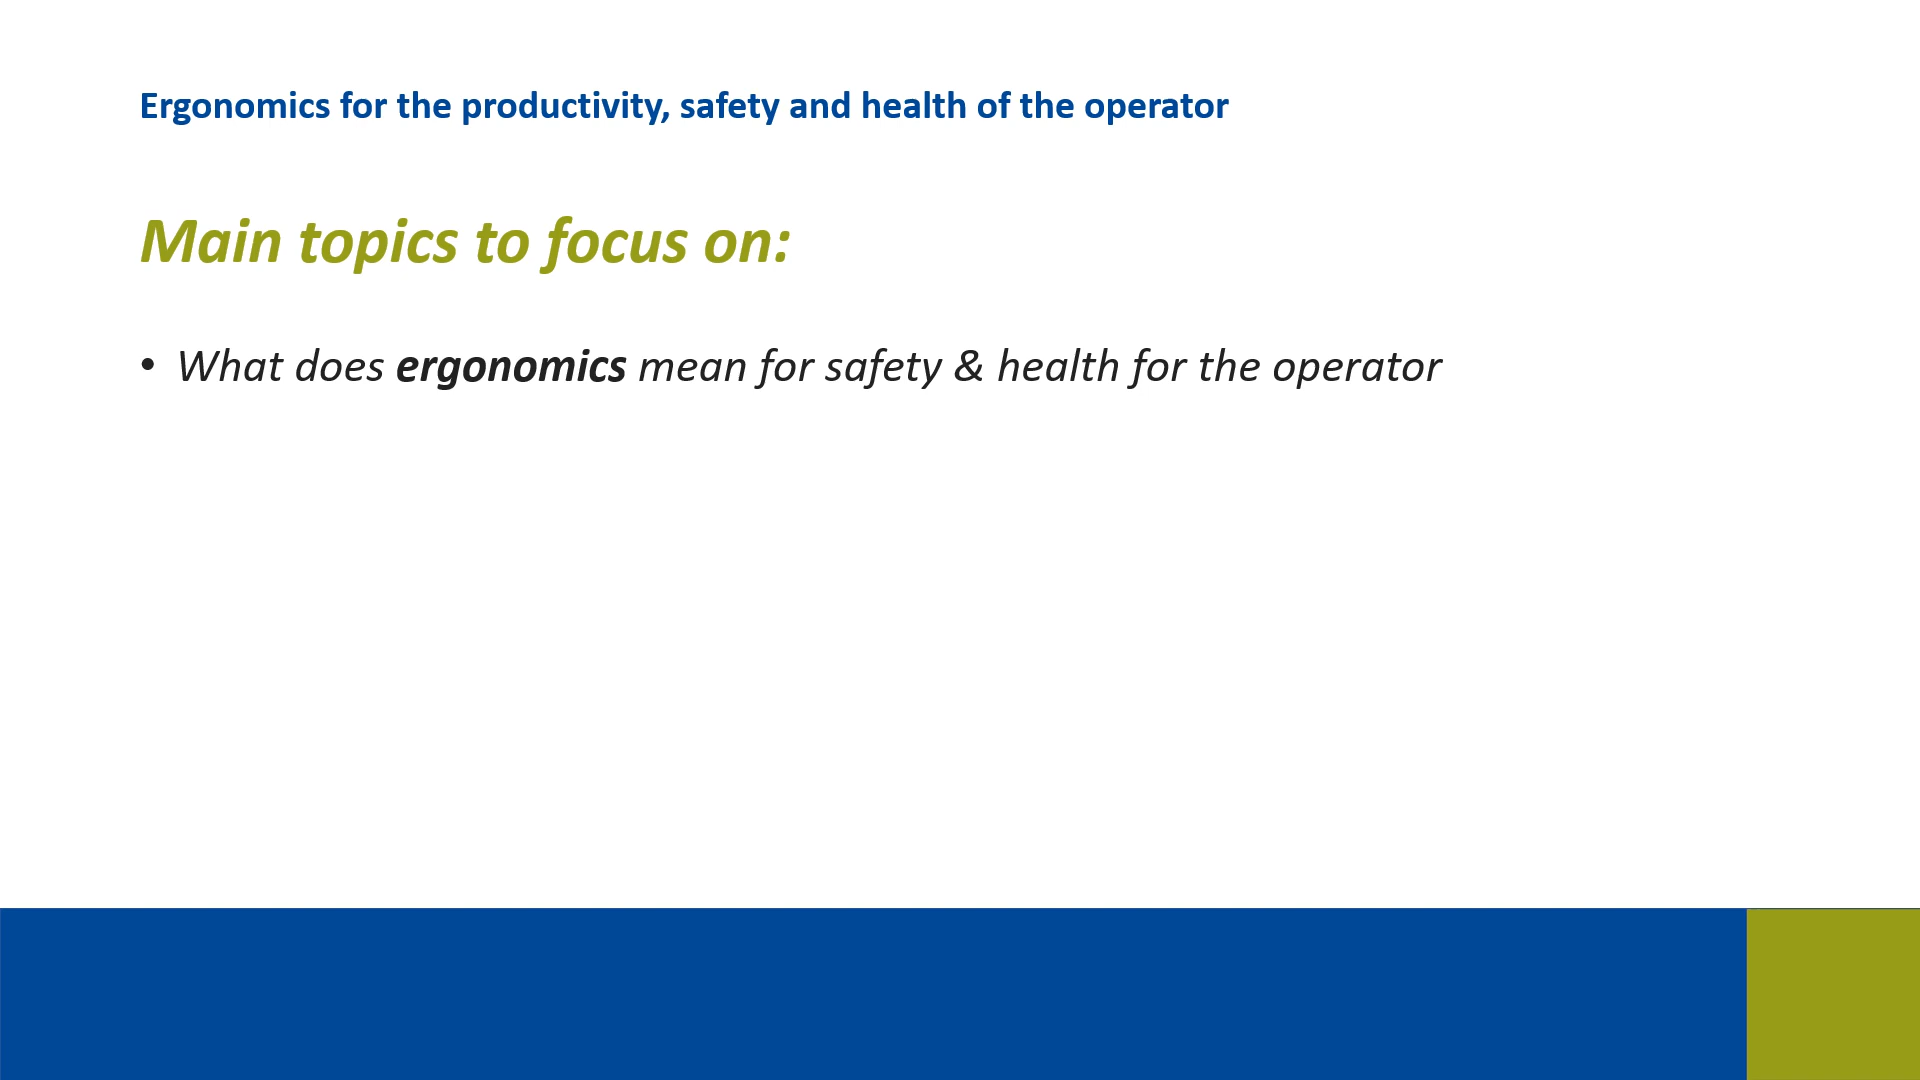 Ergonomics for the productivity, safety and health of the operator
Main topics to focus on:
• What does ergonomics mean for safety & health for the operator